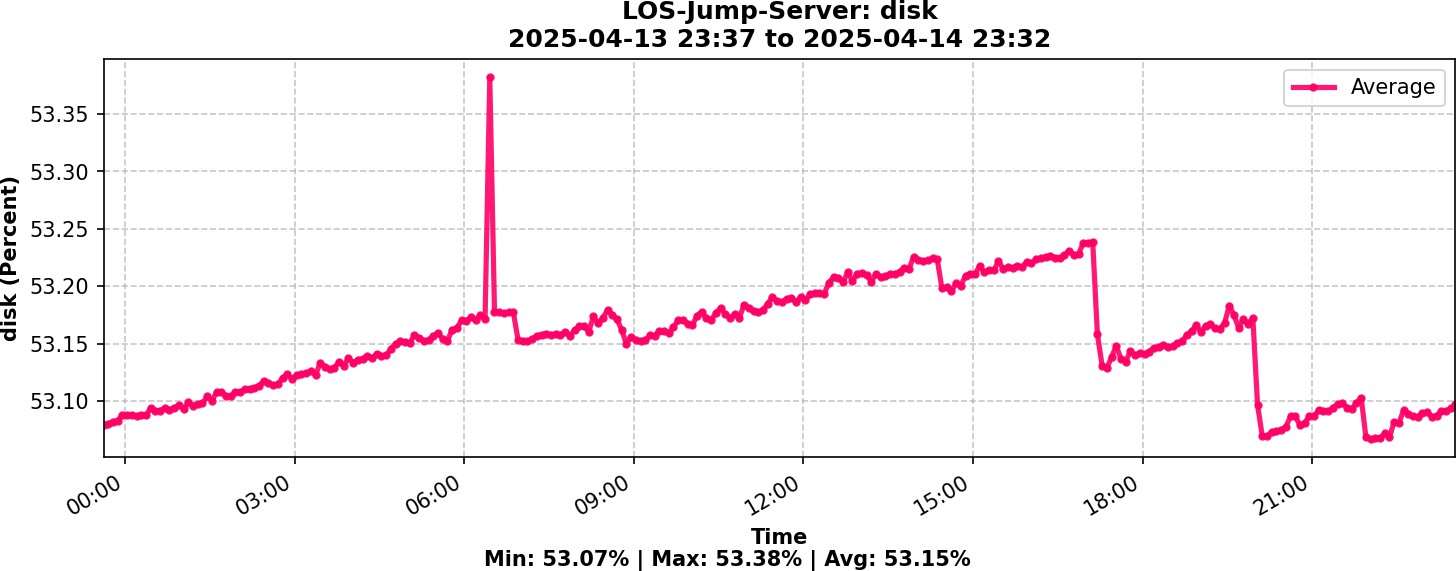 LOS-Jump-Server: disk
2025-04-13 23:37 to 2025-04-14 23:32
Average
53.35
53.30
53.25
53.20
53.15
53.10
disk (Percent)
00:00 03:00 06:00 09:00 12:00 15:00 18:00 21:00
Time
Min: 53.07% | Max: 53.38% | Avg: 53.15%